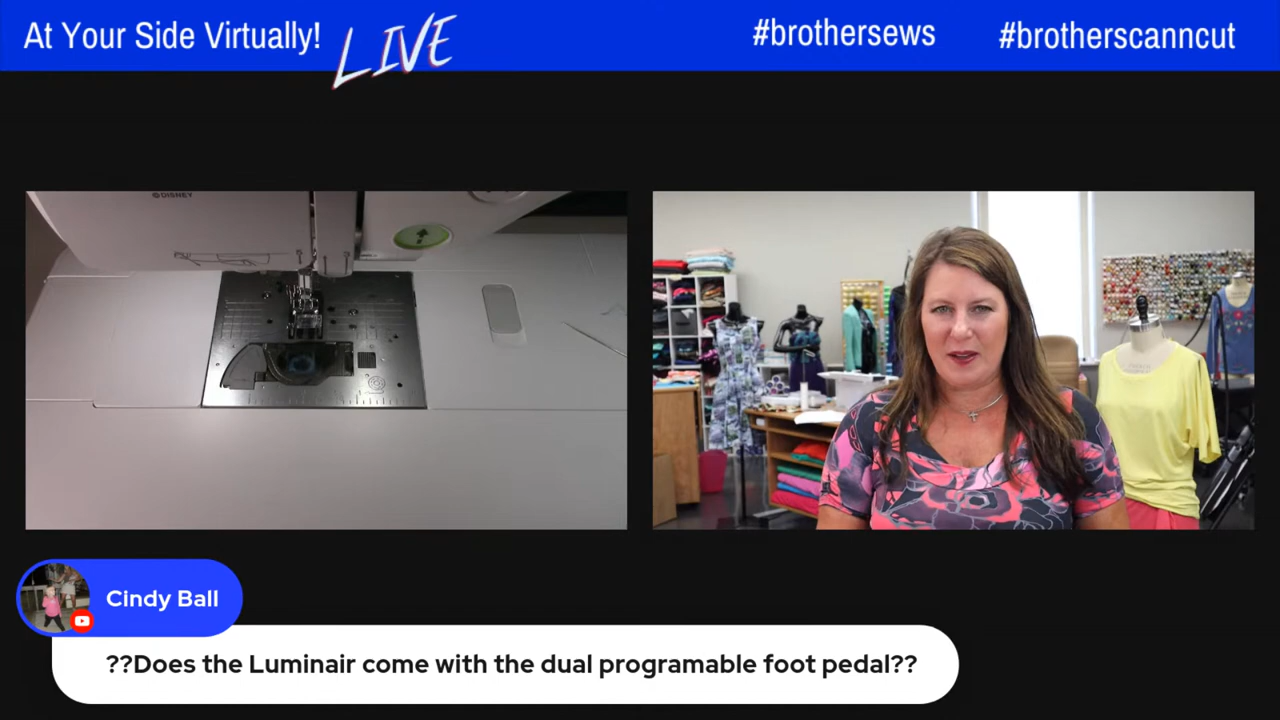 At Your Side Virtually! LIVE #brothersews #brotherscanncut
©DISNEY
Cindy Ball
??Does the Luminair come with the dual programable foot pedal??